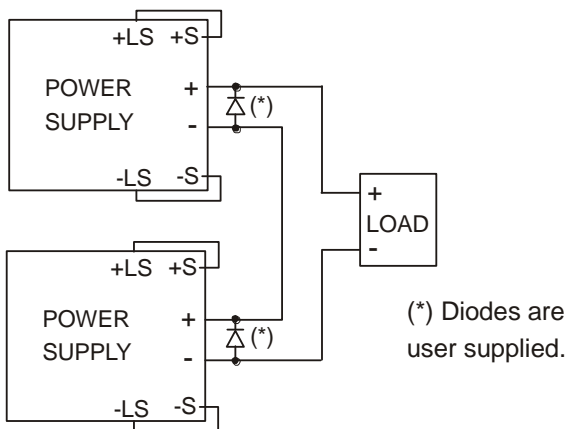 +LS +S
POWER
SUPPLY
+
-
(*)
-LS -S
+
LOAD
-
+LS +S
POWER
SUPPLY
+
-
(*)
-LS -S
(*) Diodes are
user supplied.